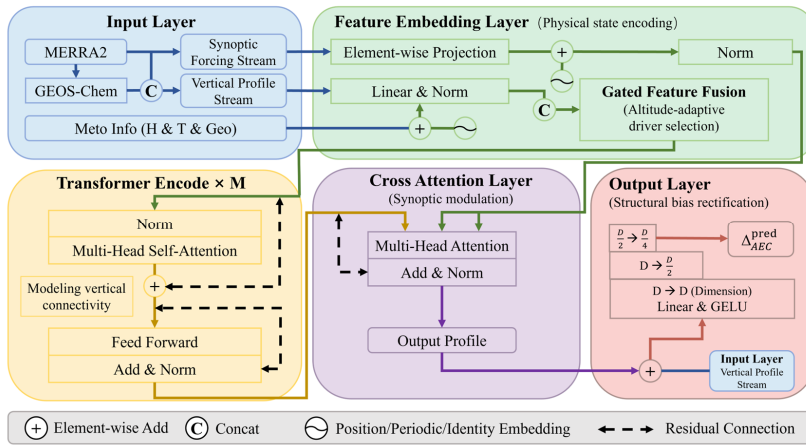 Input Layer
MERRA2
GEOS-Chem
C
Synoptic
Forcing Stream
Vertical Profile
Stream
Meto Info (H & T & Geo)
Feature Embedding Layer (Physical state encoding)
Element-wise Projection
+
Norm
Linear & Norm
C
+
Gated Feature Fusion
(Altitude-adaptive
driver selection)
Transformer Encode × M
Norm
Multi-Head Self-Attention
Modeling vertical
connectivity
+
Feed Forward
Add & Norm
Cross Attention Layer
(Synoptic modulation)
Multi-Head Attention
Add & Norm
Output Profile
Output Layer
(Structural bias rectification)
D/2 → D/4
Δ_AEC^pred
D → D/2
D → D (Dimension)
Linear & GELU
+
Input Layer
Vertical Profile
Stream
+ Element-wise Add
C Concat
Position/Periodic/Identity Embedding
Residual Connection